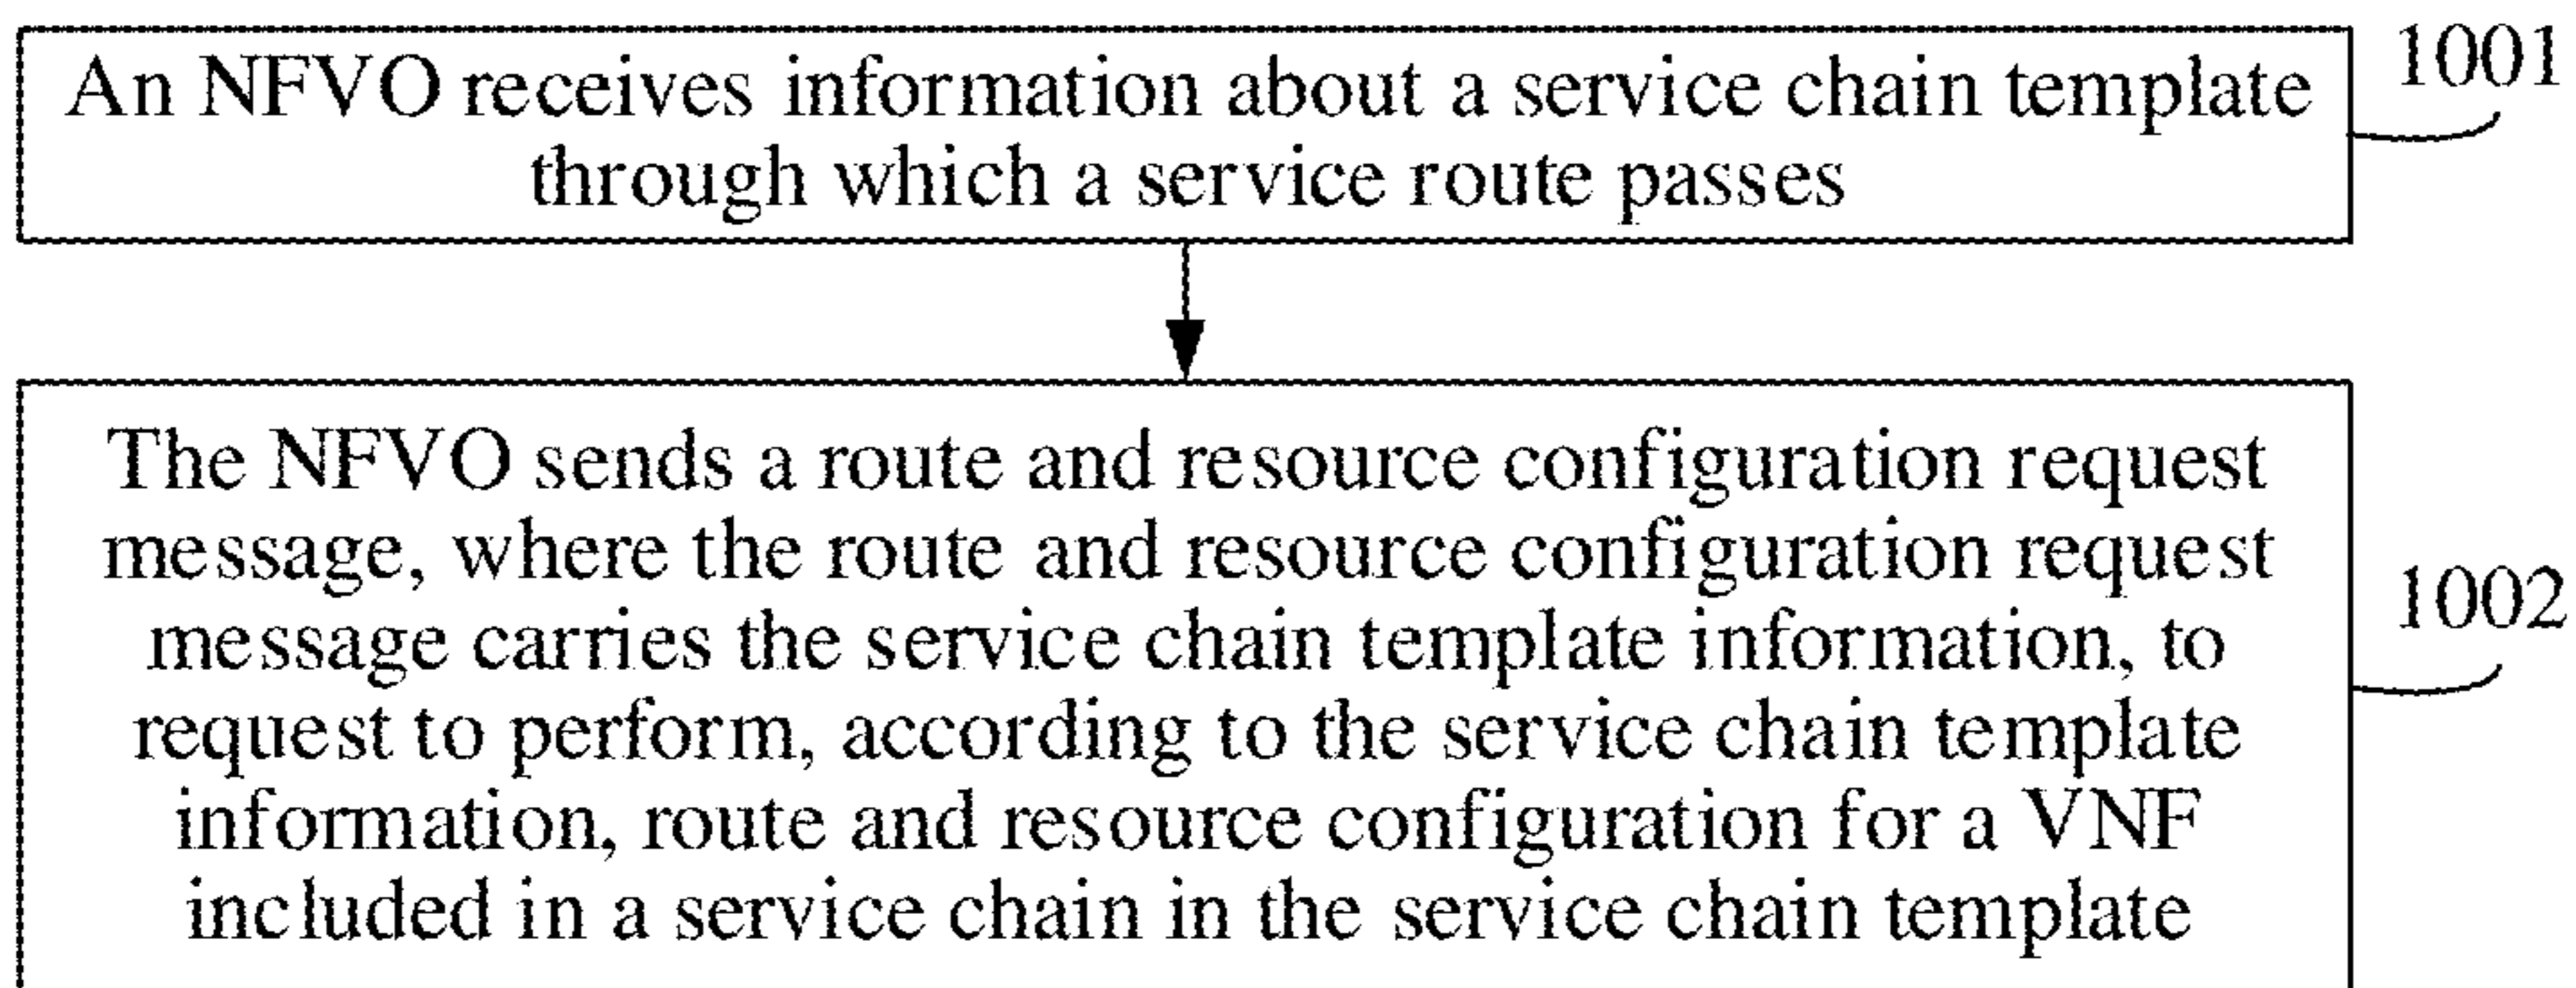 An NFVO receives information about a service chain template
through which a service route passes
1001
The NFVO sends a route and resource configuration request
message, where the route and resource configuration request
message carries the service chain template information, to
request to perform, according to the service chain template
information, route and resource configuration for a VNF
included in a service chain in the service chain template
1002